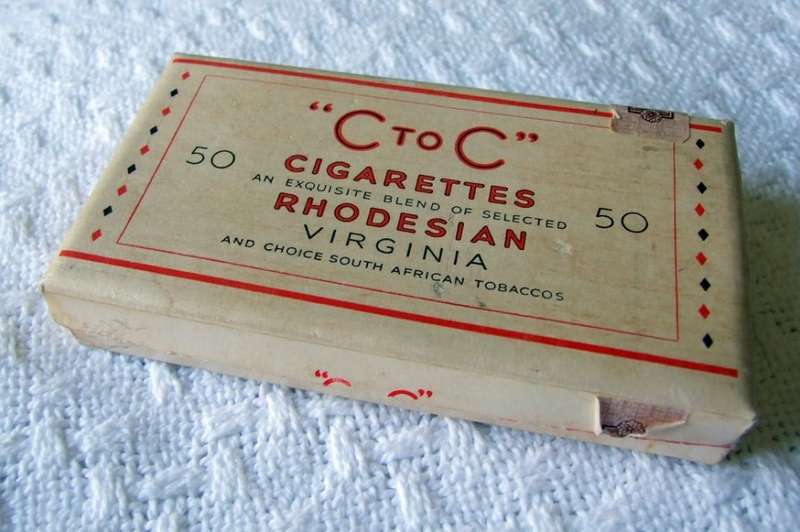 “C TO C”
CIGARETTES
50 50
AN EXQUISITE BLEND OF SELECTED
RHODESIAN
VIRGINIA
AND CHOICE SOUTH AFRICAN TOBACCOS
“C C”